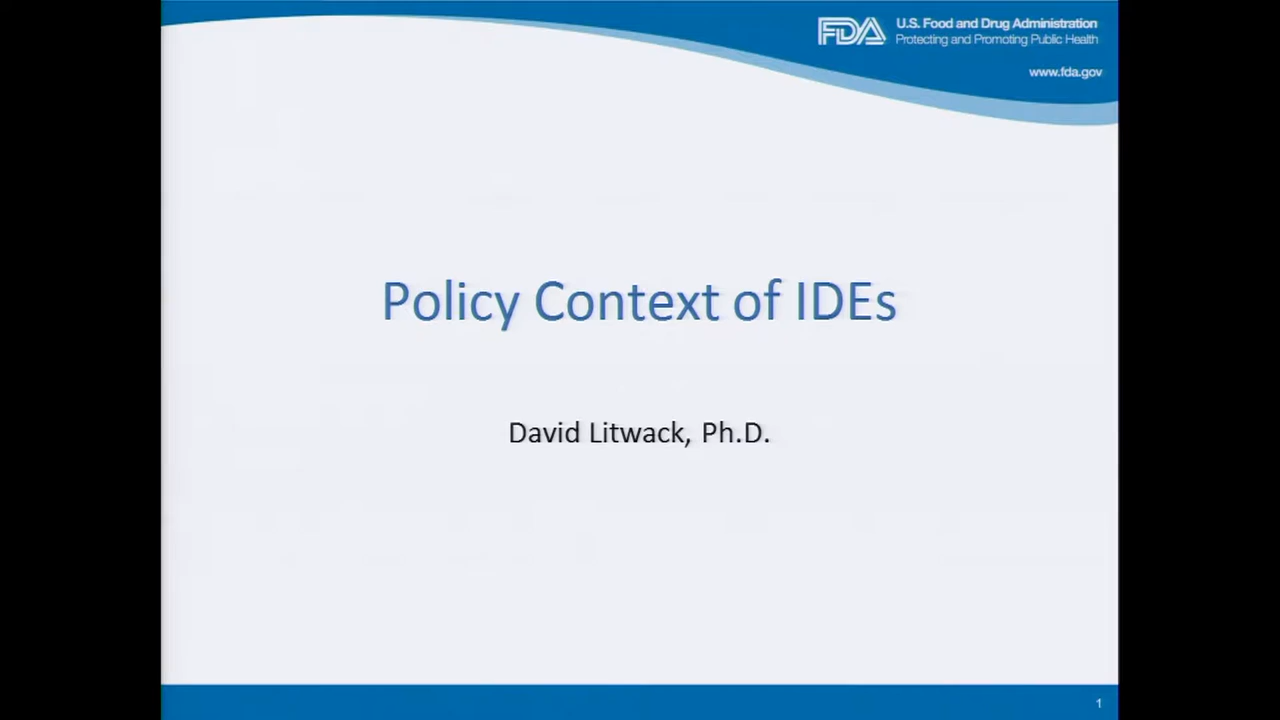 FDA
U.S. Food and Drug Administration
Protecting and Promoting Public Health
www.fda.gov
Policy Context of IDEs
David Litwack, Ph.D.
1